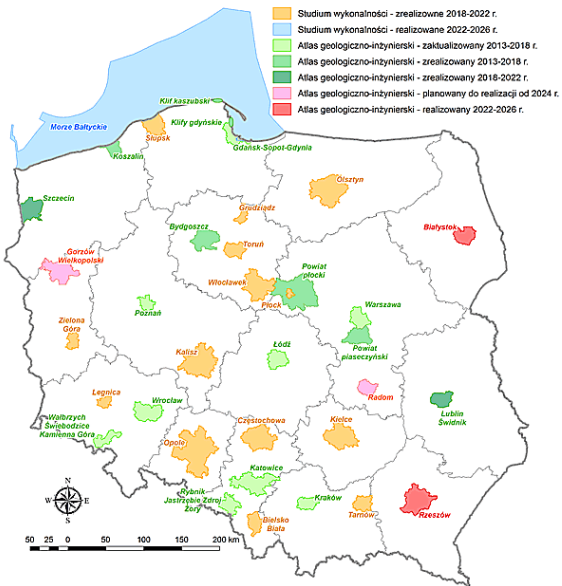 Studium wykonalności - zrealizowne 2018-2022 r.
Studium wykonalności - realizowane 2022-2026 r.
Atlas geologiczno-inżynierski - zaktualizowany 2013-2018 r.
Atlas geologiczno-inżynierski - zrealizowany 2013-2018 r.
Atlas geologiczno-inżynierski - zrealizowany 2018-2022 r.
Atlas geologiczno-inżynierski - planowany do realizacji od 2024 r.
Atlas geologiczno-inżynierski - realizowany 2022-2026 r.
Klif kaszubski
Morze Bałtyckie
Klify gdyńskie
Słupsk
Gdańsk-Sopot-Gdynia
Koszalin
Olsztyn
Szczecin
Grudziądz
Bydgoszcz
Toruń
Białystok
Gorzów
Wielkopolski
Włocławek
Powiat
płocki
Płock
Poznań
Warszawa
Zielona
Góra
Kalisz
Łódź
Powiat
piaseczyński
Legnica
Radom
Wrocław
Lublin
Świdnik
Wałbrzych
Świebodzice
Kamienna Góra
Opole
Częstochowa
Kielce
Katowice
Rybnik
Jastrzębie Zdroj
Żory
Kraków
Tarnów
Rzeszów
Bielsko
Biała
N
W
E
S
50 25 0 50 100 150 200 km